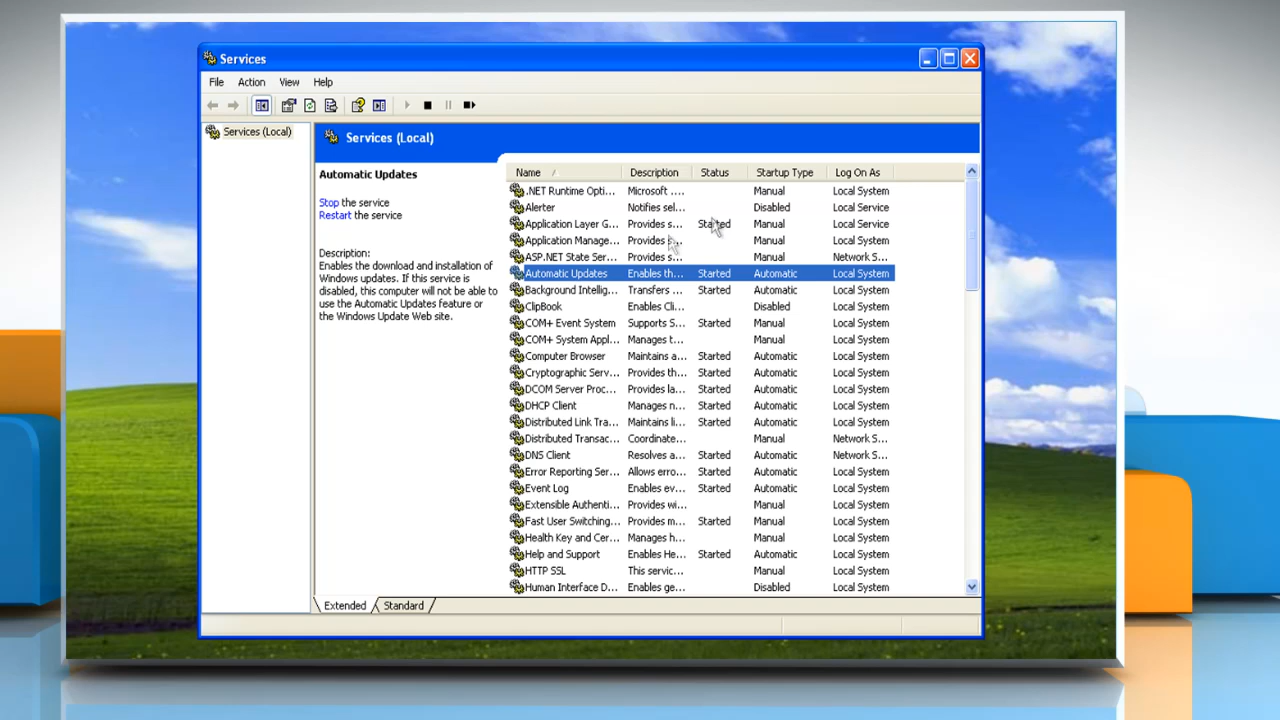 Services
File Action View Help
Services (Local)
Services (Local)
Automatic Updates
Stop the service
Restart the service
Description:
Enables the download and installation of
Windows updates. If this service is
disabled, this computer will not be able to
use the Automatic Updates feature or
the Windows Update Web site.
Name Description Status Startup Type Log On As
.NET Runtime Opti... Microsoft .... Manual Local System
Alerter Notifies sel... Disabled Local Service
Application Layer G... Provides s... Started Manual Local Service
Application Manage... Provides s... Manual Local System
ASP.NET State Ser... Provides s... Manual Network S...
Automatic Updates Enables th... Started Automatic Local System
Background Intellig... Transfers ... Started Automatic Local System
ClipBook Enables Cli... Disabled Local System
COM+ Event System Supports S... Started Manual Local System
COM+ System Appl... Manages t... Manual Local System
Computer Browser Maintains a... Started Automatic Local System
Cryptographic Serv... Provides th... Started Automatic Local System
DCOM Server Proc... Provides la... Started Automatic Local System
DHCP Client Manages n... Started Automatic Local System
Distributed Link Tra... Maintains li... Started Automatic Local System
Distributed Transac... Coordinate... Manual Network S...
DNS Client Resolves a... Started Automatic Network S...
Error Reporting Ser... Allows erro... Started Automatic Local System
Event Log Enables ev... Started Automatic Local System
Extensible Authenti... Provides wi... Manual Local System
Fast User Switching... Provides m... Started Manual Local System
Health Key and Cer... Manages h... Manual Local System
Help and Support Enables He... Started Automatic Local System
HTTP SSL This servic... Manual Local System
Human Interface D... Enables ge... Disabled Local System
Extended Standard